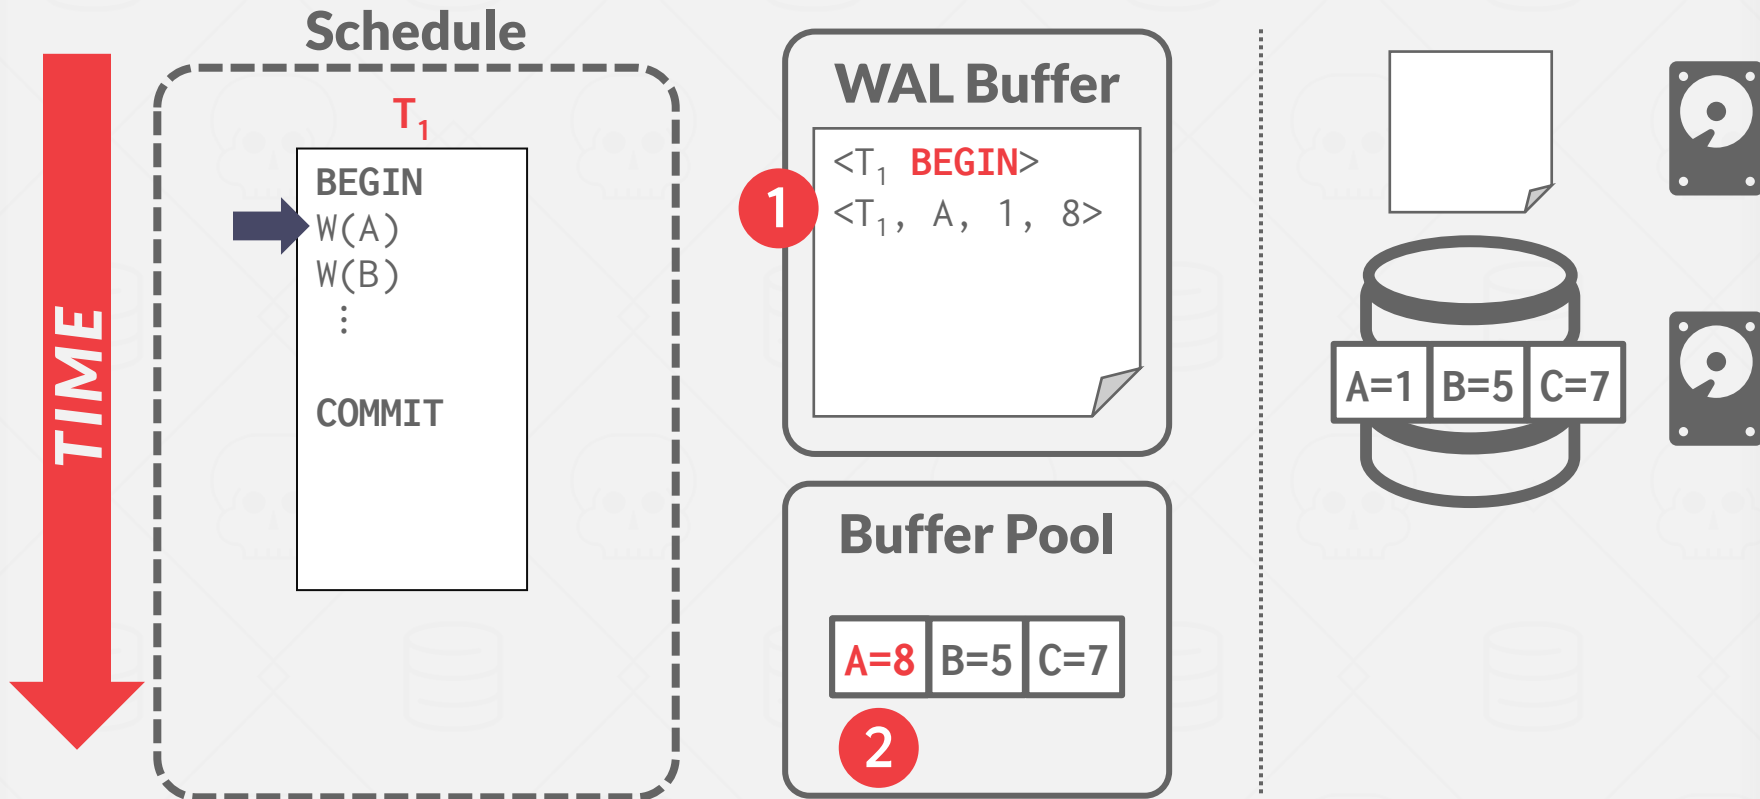 Schedule
TIME
T₁
BEGIN
W(A)
W(B)
⋮
COMMIT
WAL Buffer
1
<T₁ BEGIN>
<T₁, A, 1, 8>
Buffer Pool
A=8 B=5 C=7
2
A=1 B=5 C=7